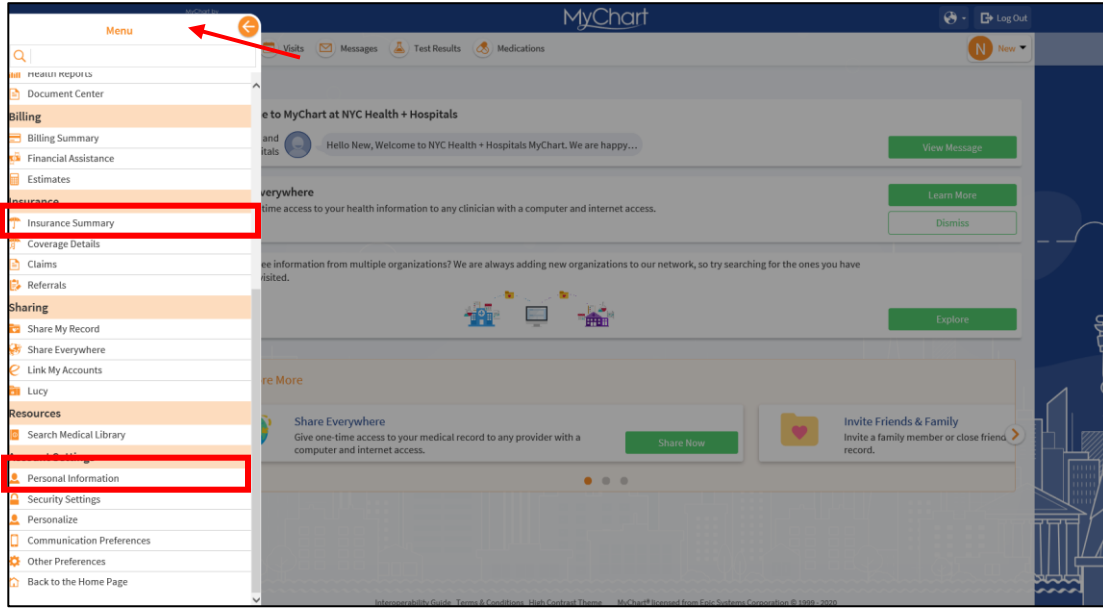 MyChart by
MyChart
Log Out
Menu
Visits
Messages
Test Results
Medications
N
New
Health Reports
Document Center
Billing
Billing Summary
Financial Assistance
Estimates
Insurance
Insurance Summary
Coverage Details
Claims
Referrals
Sharing
Share My Record
Share Everywhere
Link My Accounts
Lucy
Resources
Search Medical Library
Account Settings
Personal Information
Security Settings
Personalize
Communication Preferences
Other Preferences
Back to the Home Page
e to MyChart at NYC Health + Hospitals
and
itals
Hello New, Welcome to NYC Health + Hospitals MyChart. We are happy...
View Message
verywhere
time access to your health information to any clinician with a computer and internet access.
Learn More
Dismiss
ee information from multiple organizations? We are always adding new organizations to our network, so try searching for the ones you have
visited.
Explore
re More
Share Everywhere
Give one-time access to your medical record to any provider with a
computer and internet access.
Share Now
Invite Friends & Family
Invite a family member or close friend
record.
Interoperability Guide Terms & Conditions High Contrast Theme MyChart® licensed from Epic Systems Corporation © 1999 - 2020